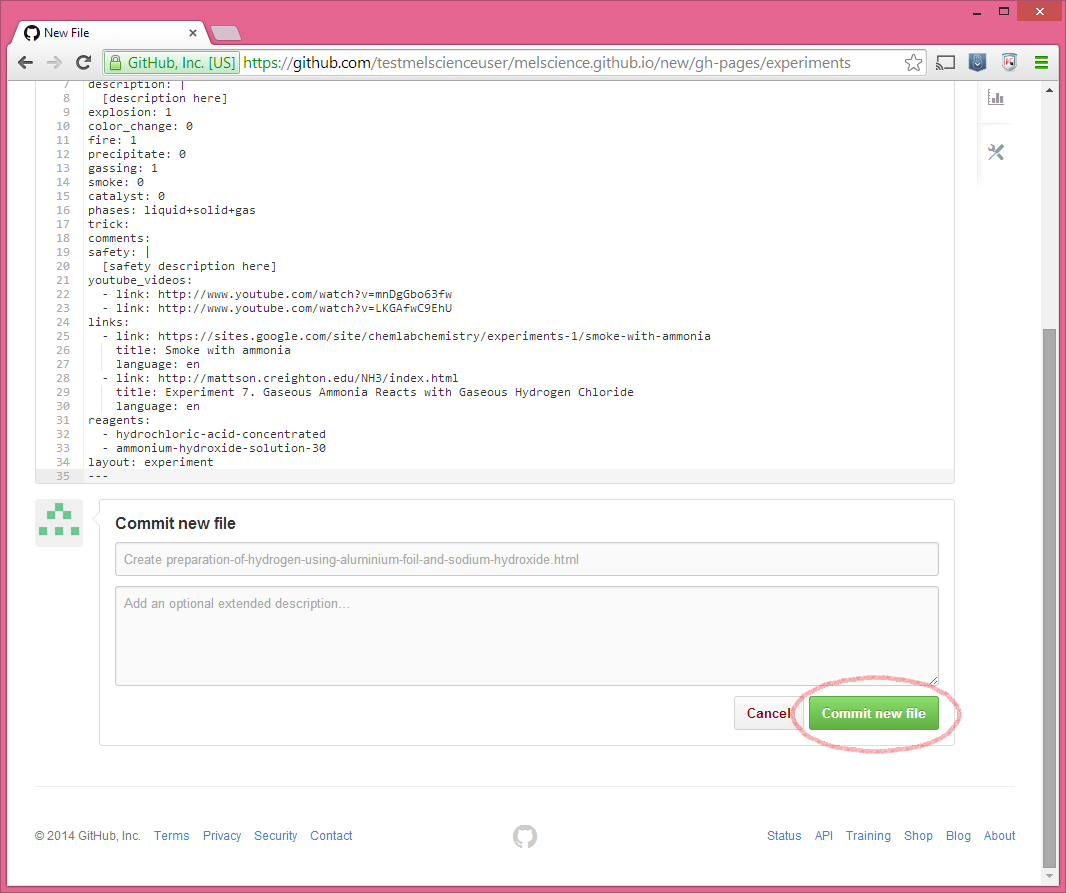 New File
GitHub, Inc. [US] https://github.com/testmelscienceuser/melscience.github.io/new/gh-pages/experiments
7 description: |
8 [description here]
9 explosion: 1
10 color_change: 0
11 fire: 1
12 precipitate: 0
13 gassing: 1
14 smoke: 0
15 catalyst: 0
16 phases: liquid+solid+gas
17 trick:
18 comments:
19 safety: |
20 [safety description here]
21 youtube_videos:
22 - link: http://www.youtube.com/watch?v=mnDgGbo63fw
23 - link: http://www.youtube.com/watch?v=LKGAfwC9EhU
24 links:
25 - link: https://sites.google.com/site/chemlabchemistry/experiments-1/smoke-with-ammonia
26 title: Smoke with ammonia
27 language: en
28 - link: http://mattson.creighton.edu/NH3/index.html
29 title: Experiment 7. Gaseous Ammonia Reacts with Gaseous Hydrogen Chloride
30 language: en
31 reagents:
32 - hydrochloric-acid-concentrated
33 - ammonium-hydroxide-solution-30
34 layout: experiment
35 ---
Commit new file
Create preparation-of-hydrogen-using-aluminium-foil-and-sodium-hydroxide.html
Add an optional extended description...
Cancel Commit new file
© 2014 GitHub, Inc. Terms Privacy Security Contact Status API Training Shop Blog About